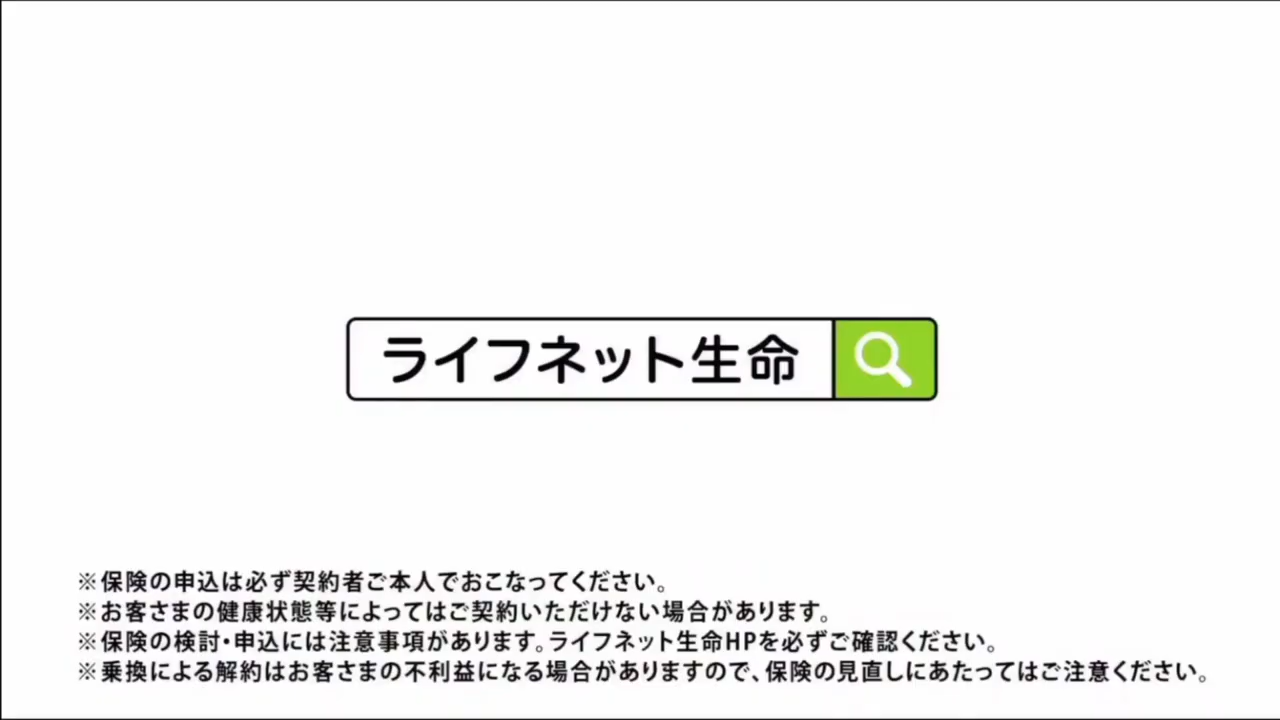 ライフネット生命
※保険の申込は必ず契約者ご本人でおこなってください。
※お客さまの健康状態等によってはご契約いただけない場合があります。
※保険の検討・申込には注意事項があります。ライフネット生命HPを必ずご確認ください。
※乗換による解約はお客さまの不利益になる場合がありますので、保険の見直しにあたってはご注意ください。